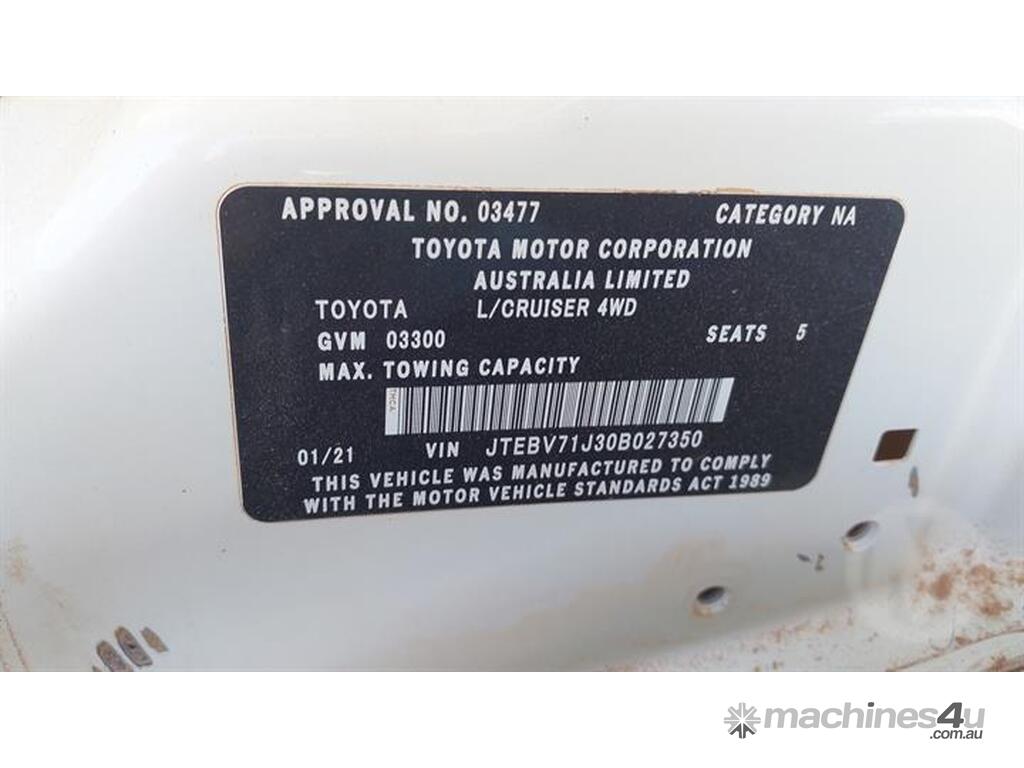 APPROVAL NO. 03477 CATEGORY NA
TOYOTA MOTOR CORPORATION
AUSTRALIA LIMITED
TOYOTA L/CRUISER 4WD
GVM 03300 SEATS 5
MAX. TOWING CAPACITY
TMCA
01/21 VIN JTEBV71J30B027350
THIS VEHICLE WAS MANUFACTURED TO COMPLY
WITH THE MOTOR VEHICLE STANDARDS ACT 1989
machines4u
.com.au